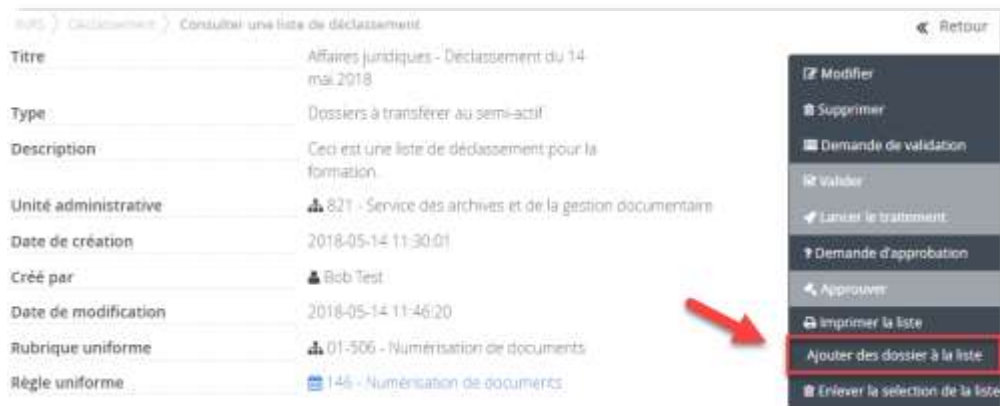 INRS > Déclassement > Consulter une liste de déclassement
« Retour
Titre
Affaires juridiques - Déclassement du 14
mai 2018
Type
Dossiers à transférer au semi-actif
Description
Ceci est une liste de déclassement pour la
formation.
Unité administrative
821 - Service des archives et de la gestion documentaire
Date de création
2018-05-14 11:30:01
Créé par
Bob Test
Date de modification
2018-05-14 11:46:20
Rubrique uniforme
01-506 - Numérisation de documents
Règle uniforme
146 - Numérisation de documents
Modifier
Supprimer
Demande de validation
Valider
Lancer le traitement
? Demande d'approbation
Approuver
Imprimer la liste
Ajouter des dossier à la liste
Enlever la selection de la liste